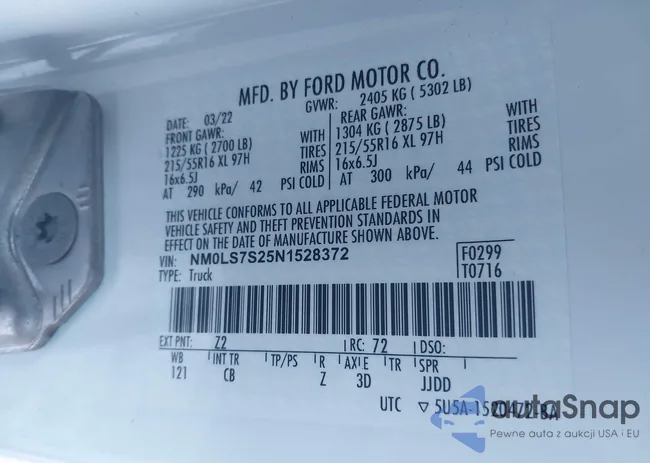 MFD. BY FORD MOTOR CO.
GVWR: 2405 KG ( 5302 LB)
DATE: 03/22
FRONT GAWR: WITH REAR GAWR: WITH
1225 KG ( 2700 LB) TIRES 1304 KG ( 2875 LB) TIRES
215/55R16 XL 97H RIMS 215/55R16 XL 97H RIMS
16x6.5J 16x6.5J
AT 290 kPa/ 42 PSI COLD AT 300 kPa/ 44 PSI COLD
THIS VEHICLE CONFORMS TO ALL APPLICABLE FEDERAL MOTOR
VEHICLE SAFETY AND THEFT PREVENTION STANDARDS IN
EFFECT ON THE DATE OF MANUFACTURE SHOWN ABOVE.
VIN: NM0LS7S25N1528372 F0299
TYPE: Truck T0716
EXT PNT: Z2 RC: 72 DSO:
WB INT TR TP/PS R AXLE TR SPR
121 CB Z 3D JJDD
UTC ▽ 5U5A-1520472-BA
autaSnap
Pewne auta z aukcji USA i EU